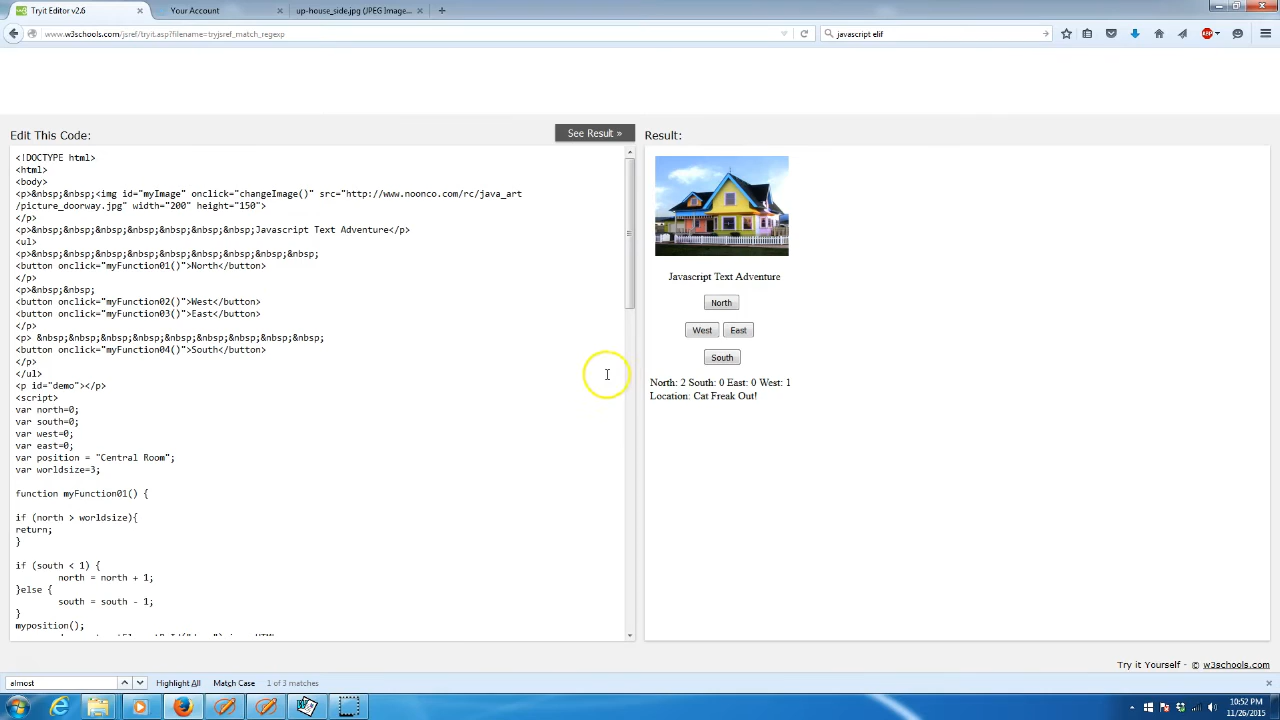 Tryit Editor v2.6
Your Account
up-house_side.jpg (JPEG Image...
www.w3schools.com/jsref/tryit.asp?filename=tryjsref_match_regexp
javascript elif
Edit This Code:
See Result »
Result:
<!DOCTYPE html>
<html>
<body>
<p>&nbsp;&nbsp;<img id="myImage" onclick="changeImage()" src="http://www.noonco.com/rc/java_art
/picture_doorway.jpg" width="200" height="150">
</p>
<p>&nbsp;&nbsp;&nbsp;&nbsp;&nbsp;&nbsp;Javascript Text Adventure</p>
<ul>
<p>&nbsp;&nbsp;&nbsp;&nbsp;&nbsp;&nbsp;&nbsp;&nbsp;
<button onclick="myFunction01()">North</button>
</p>
<p>&nbsp;&nbsp;
<button onclick="myFunction02()">West</button>
<button onclick="myFunction03()">East</button>
</p>
<p> &nbsp;&nbsp;&nbsp;&nbsp;&nbsp;&nbsp;&nbsp;&nbsp;
<button onclick="myFunction04()">South</button>
</p>
</ul>
<p id="demo"></p>
<script>
var north=0;
var south=0;
var west=0;
var east=0;
var position = "Central Room";
var worldsize=3;
function myFunction01() {
if (north > worldsize){
return;
}
if (south < 1) {
north = north + 1;
}else {
south = south - 1;
}
myposition();
Javascript Text Adventure
North
West
East
South
North: 2 South: 0 East: 0 West: 1
Location: Cat Freak Out!
Try it Yourself - © w3schools.com
almost
Highlight All
Match Case
1 of 3 matches
ABP
10:52 PM
11/26/2015